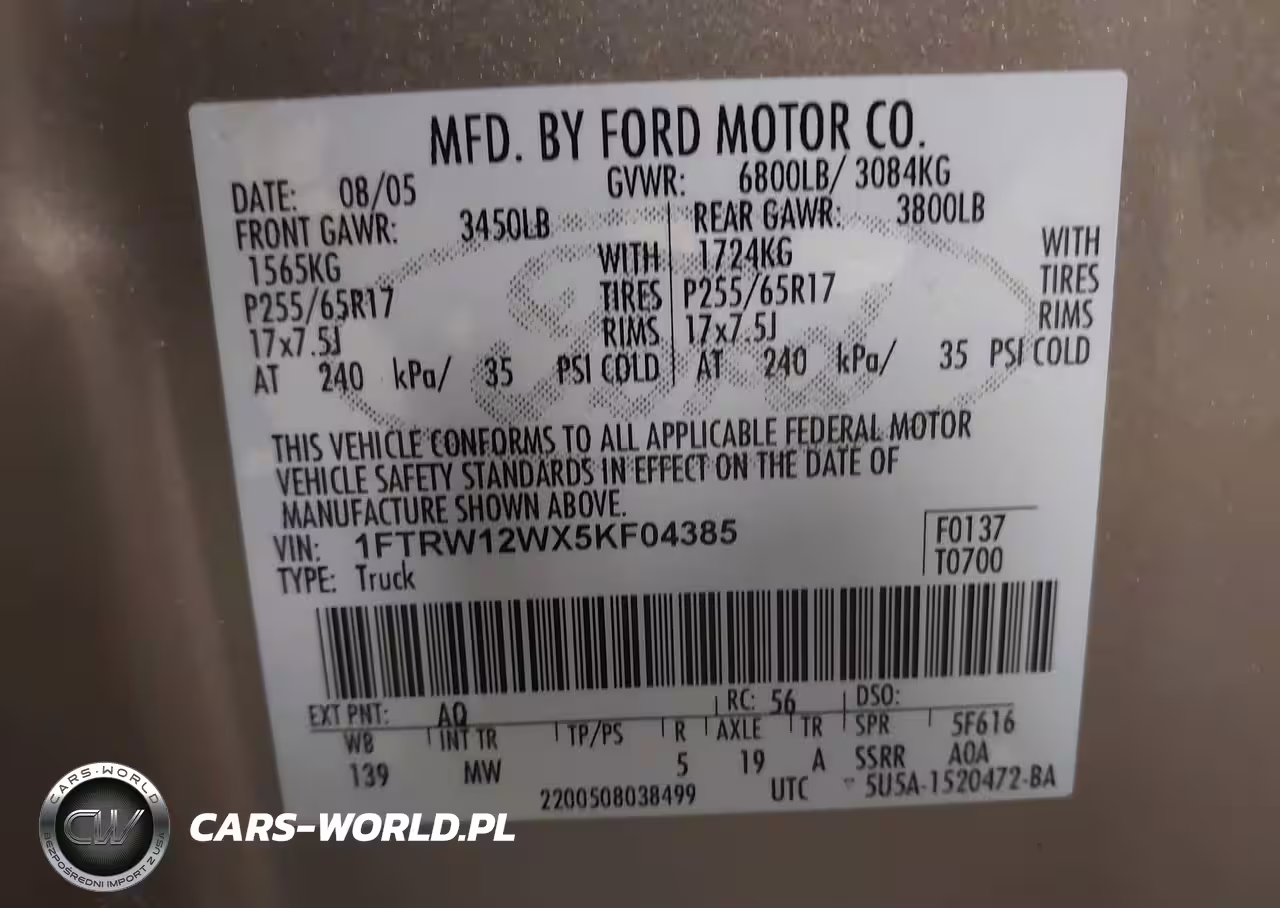 MFD. BY FORD MOTOR CO.
DATE: 08/05 GVWR: 6800LB/ 3084KG
FRONT GAWR: 3450LB REAR GAWR: 3800LB
1565KG WITH 1724KG WITH
P255/65R17 TIRES P255/65R17 TIRES
17x7.5J RIMS 17x7.5J RIMS
AT 240 kPa/ 35 PSI COLD AT 240 kPa/ 35 PSI COLD
THIS VEHICLE CONFORMS TO ALL APPLICABLE FEDERAL MOTOR
VEHICLE SAFETY STANDARDS IN EFFECT ON THE DATE OF
MANUFACTURE SHOWN ABOVE.
VIN: 1FTRW12WX5KF04385 F0137
TYPE: Truck T0700
EXT PNT: AQ RC: 56 DSO:
WB INT TR TP/PS R AXLE TR SPR 5F616
139 MW 5 19 A SSRR A0A
2200508038499 UTC 5U5A-1520472-BA
Ford
CARS-WORLD
CW
BEZPOŚREDNI IMPORT Z USA
CARS-WORLD.PL